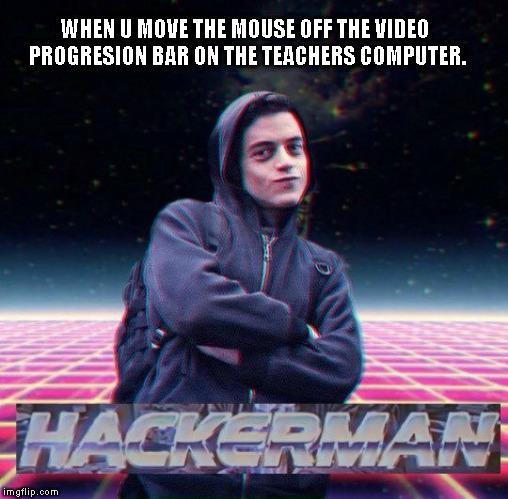 WHEN U MOVE THE MOUSE OFF THE VIDEO
PROGRESION BAR ON THE TEACHERS COMPUTER.
HACKERMAN
imgflip.com